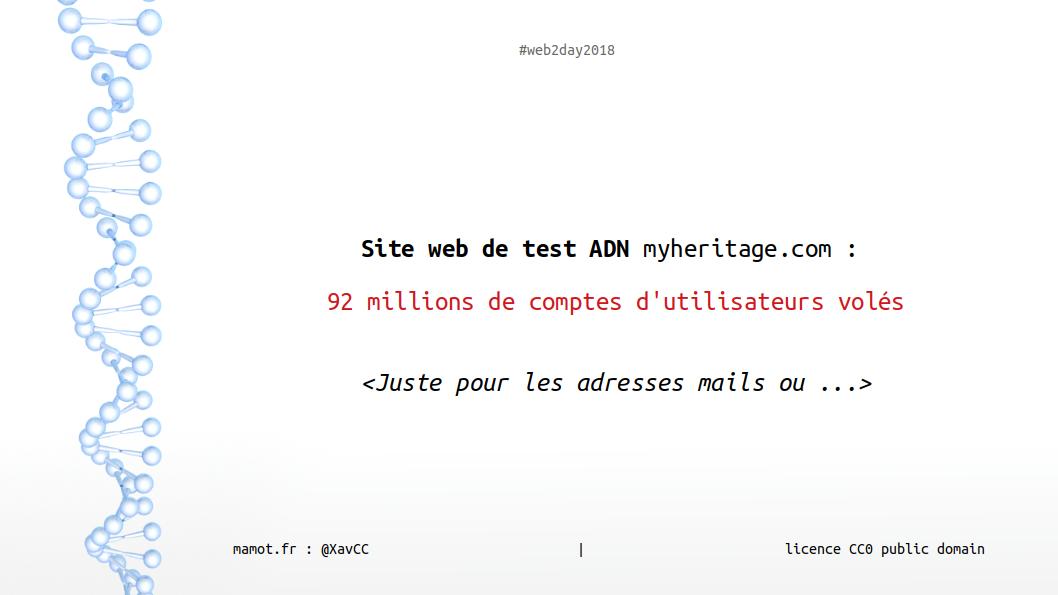 #web2day2018
Site web de test ADN myheritage.com :
92 millions de comptes d'utilisateurs volés
<Juste pour les adresses mails ou ...>
mamot.fr : @XavCC | licence CC0 public domain